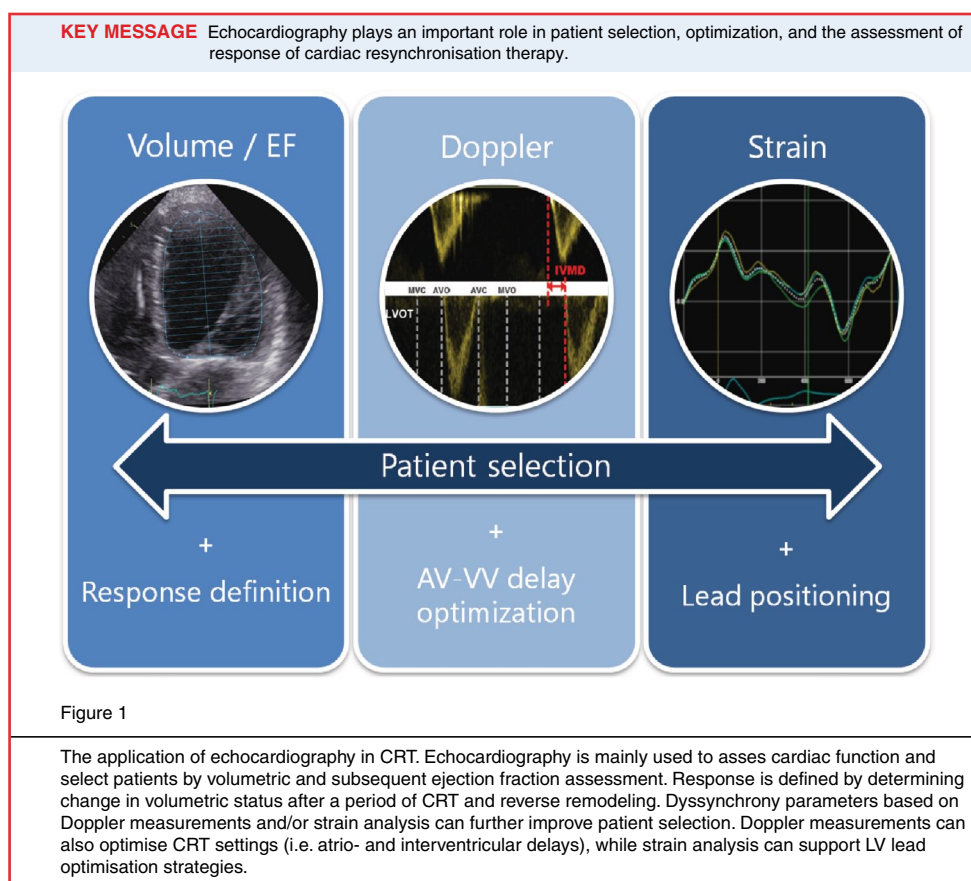 KEY MESSAGE Echocardiography plays an important role in patient selection, optimization, and the assessment of
response of cardiac resynchronisation therapy.
Volume / EF
Doppler
Strain
IVMD
MVC AVO AVC MVO
LVOT
Patient selection
+
Response definition
+
AV-VV delay
optimization
+
Lead positioning
Figure 1
The application of echocardiography in CRT. Echocardiography is mainly used to asses cardiac function and
select patients by volumetric and subsequent ejection fraction assessment. Response is defined by determining
change in volumetric status after a period of CRT and reverse remodeling. Dyssynchrony parameters based on
Doppler measurements and/or strain analysis can further improve patient selection. Doppler measurements can
also optimise CRT settings (i.e. atrio- and interventricular delays), while strain analysis can support LV lead
optimisation strategies.